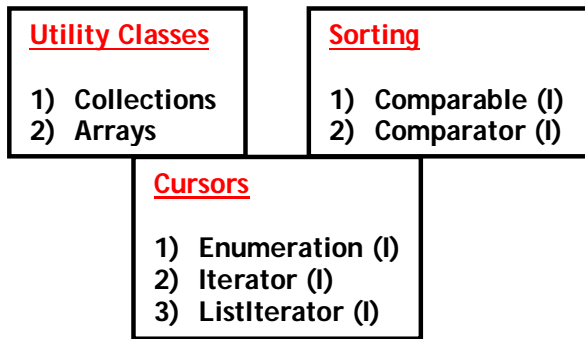 Utility Classes
1) Collections
2) Arrays
Sorting
1) Comparable (I)
2) Comparator (I)
Cursors
1) Enumeration (I)
2) Iterator (I)
3) ListIterator (I)